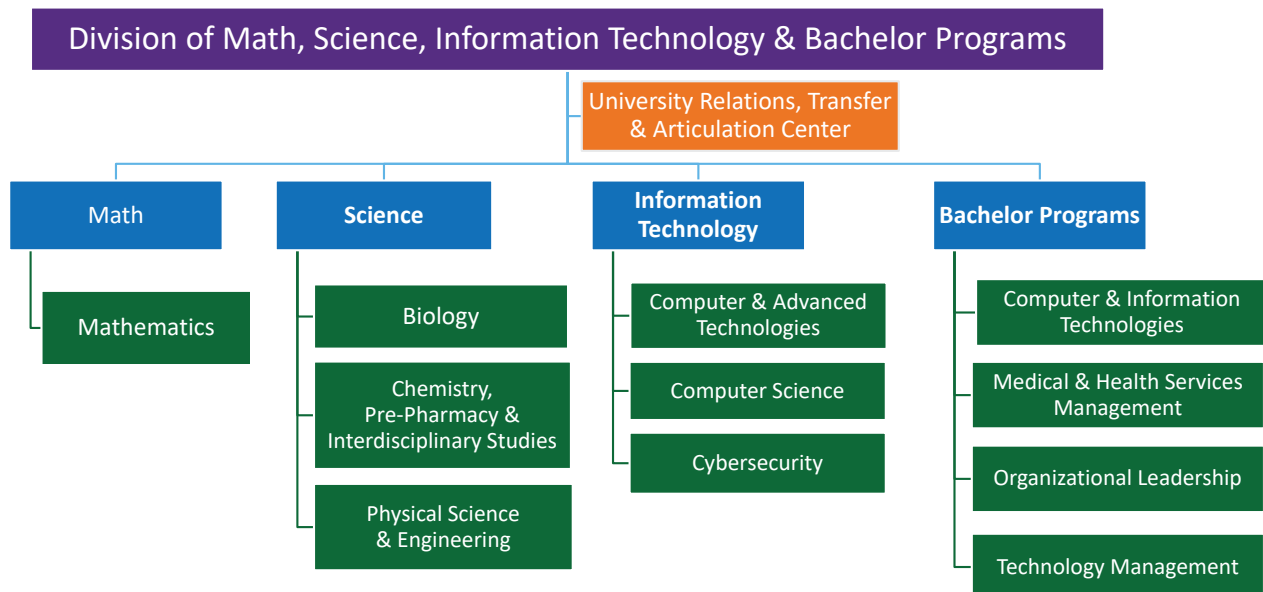 Division of Math, Science, Information Technology & Bachelor Programs
University Relations, Transfer
& Articulation Center
Math
Mathematics
Science
Biology
Chemistry,
Pre-Pharmacy &
Interdisciplinary Studies
Physical Science
& Engineering
Information
Technology
Computer & Advanced
Technologies
Computer Science
Cybersecurity
Bachelor Programs
Computer & Information
Technologies
Medical & Health Services
Management
Organizational Leadership
Technology Management